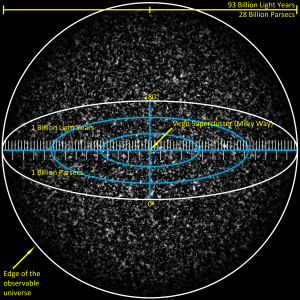 93 Billion Light Years
28 Billion Parsecs
180°
1 Billion Light Years
Virgo Supercluster (Milky Way)
1 Billion Parsecs
0°
Edge of the
observable
universe